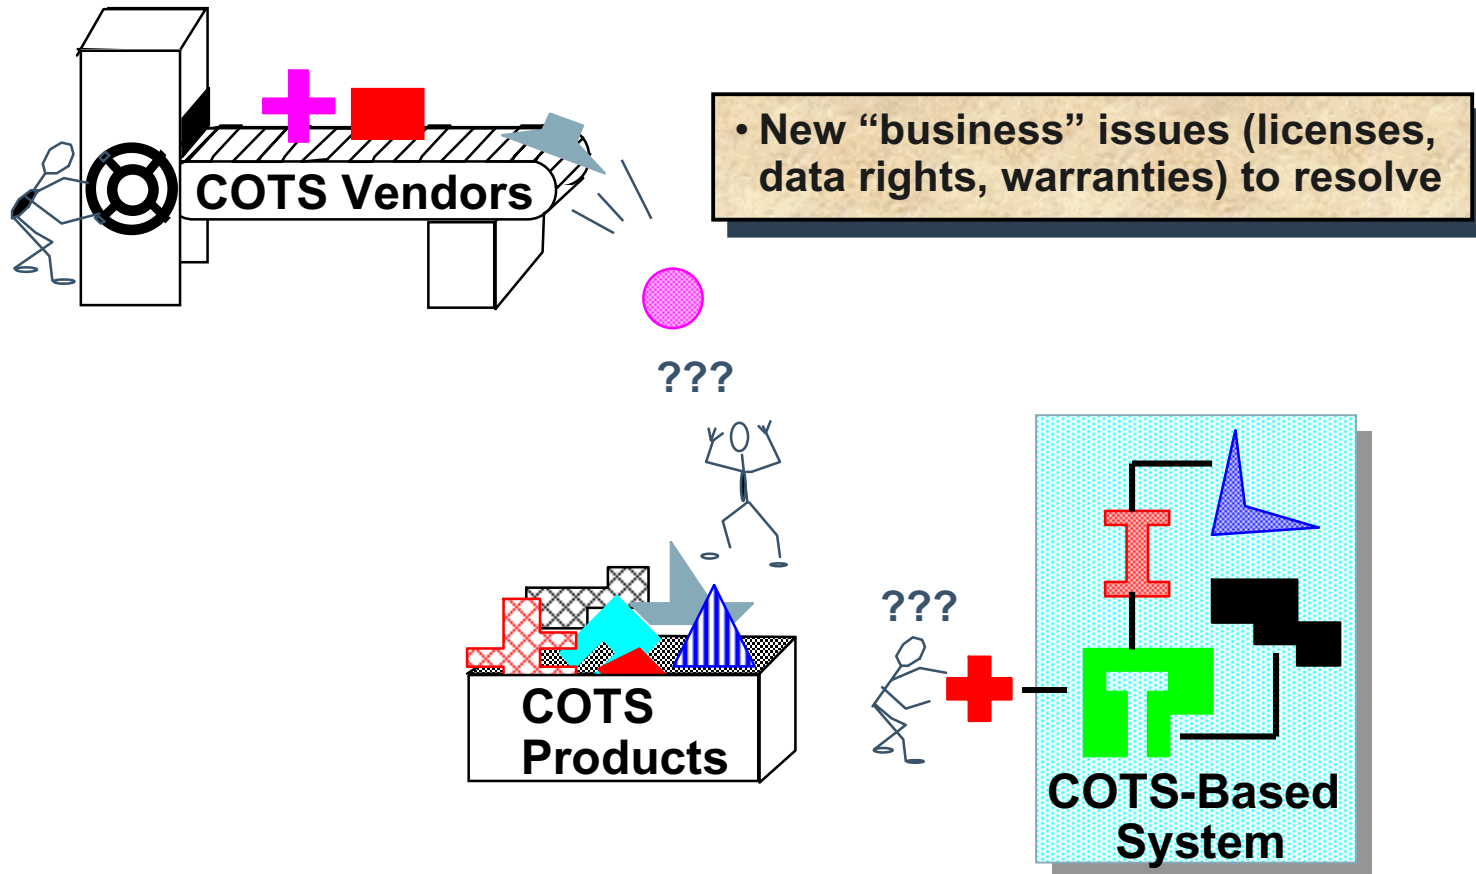 COTS Vendors
• New “business” issues (licenses,
data rights, warranties) to resolve
???
???
COTS
Products
COTS-Based
System